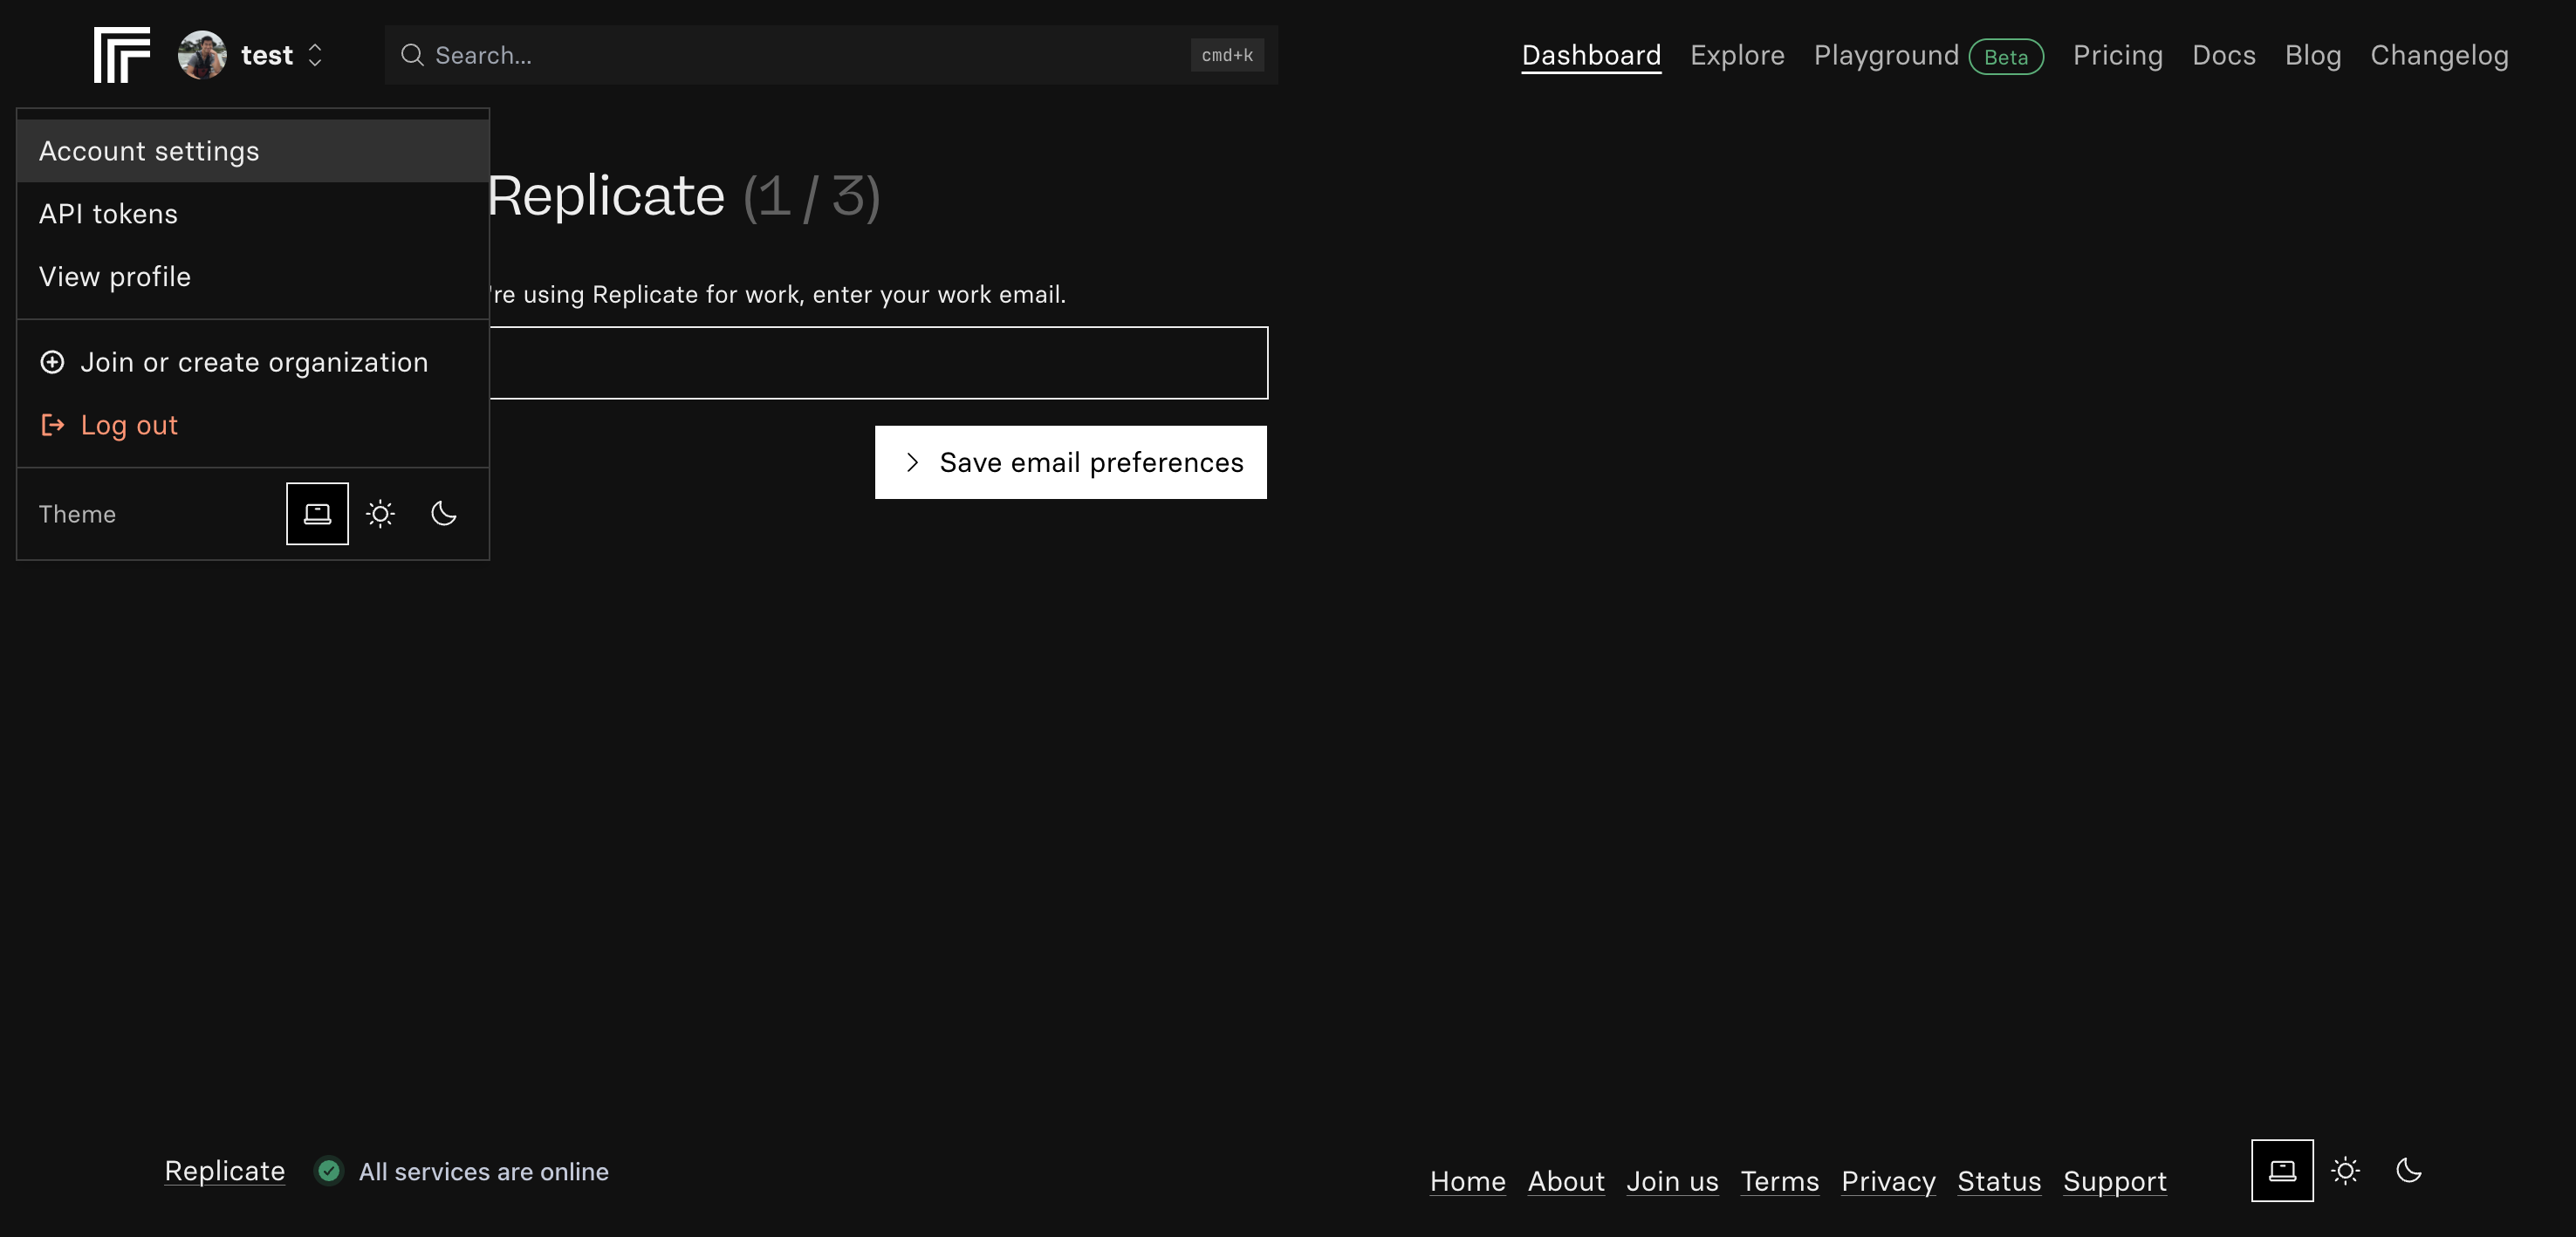 test
Search...
cmd+k
Dashboard Explore Playground Beta Pricing Docs Blog Changelog
Account settings
API tokens
View profile
Join or create organization
Log out
Theme
Replicate (1 / 3)
're using Replicate for work, enter your work email.
Save email preferences
Replicate
All services are online
Home About Join us Terms Privacy Status Support